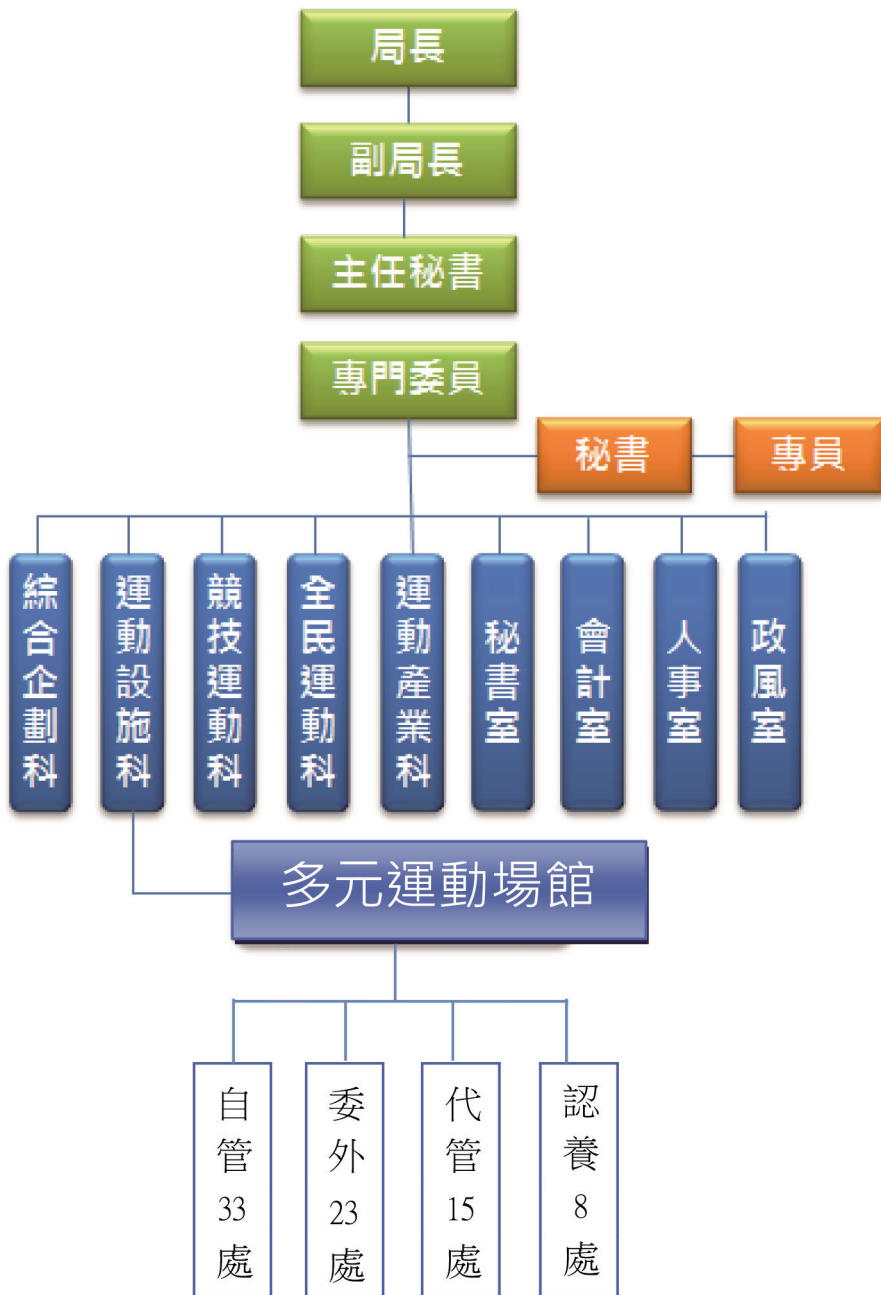 局長
副局長
主任秘書
專門委員
秘書
專員
綜合企劃科
運動設施科
競技運動科
全民運動科
運動產業科
秘書室
會計室
人事室
政風室
多元運動場館
自管33處
委外23處
代管15處
認養8處